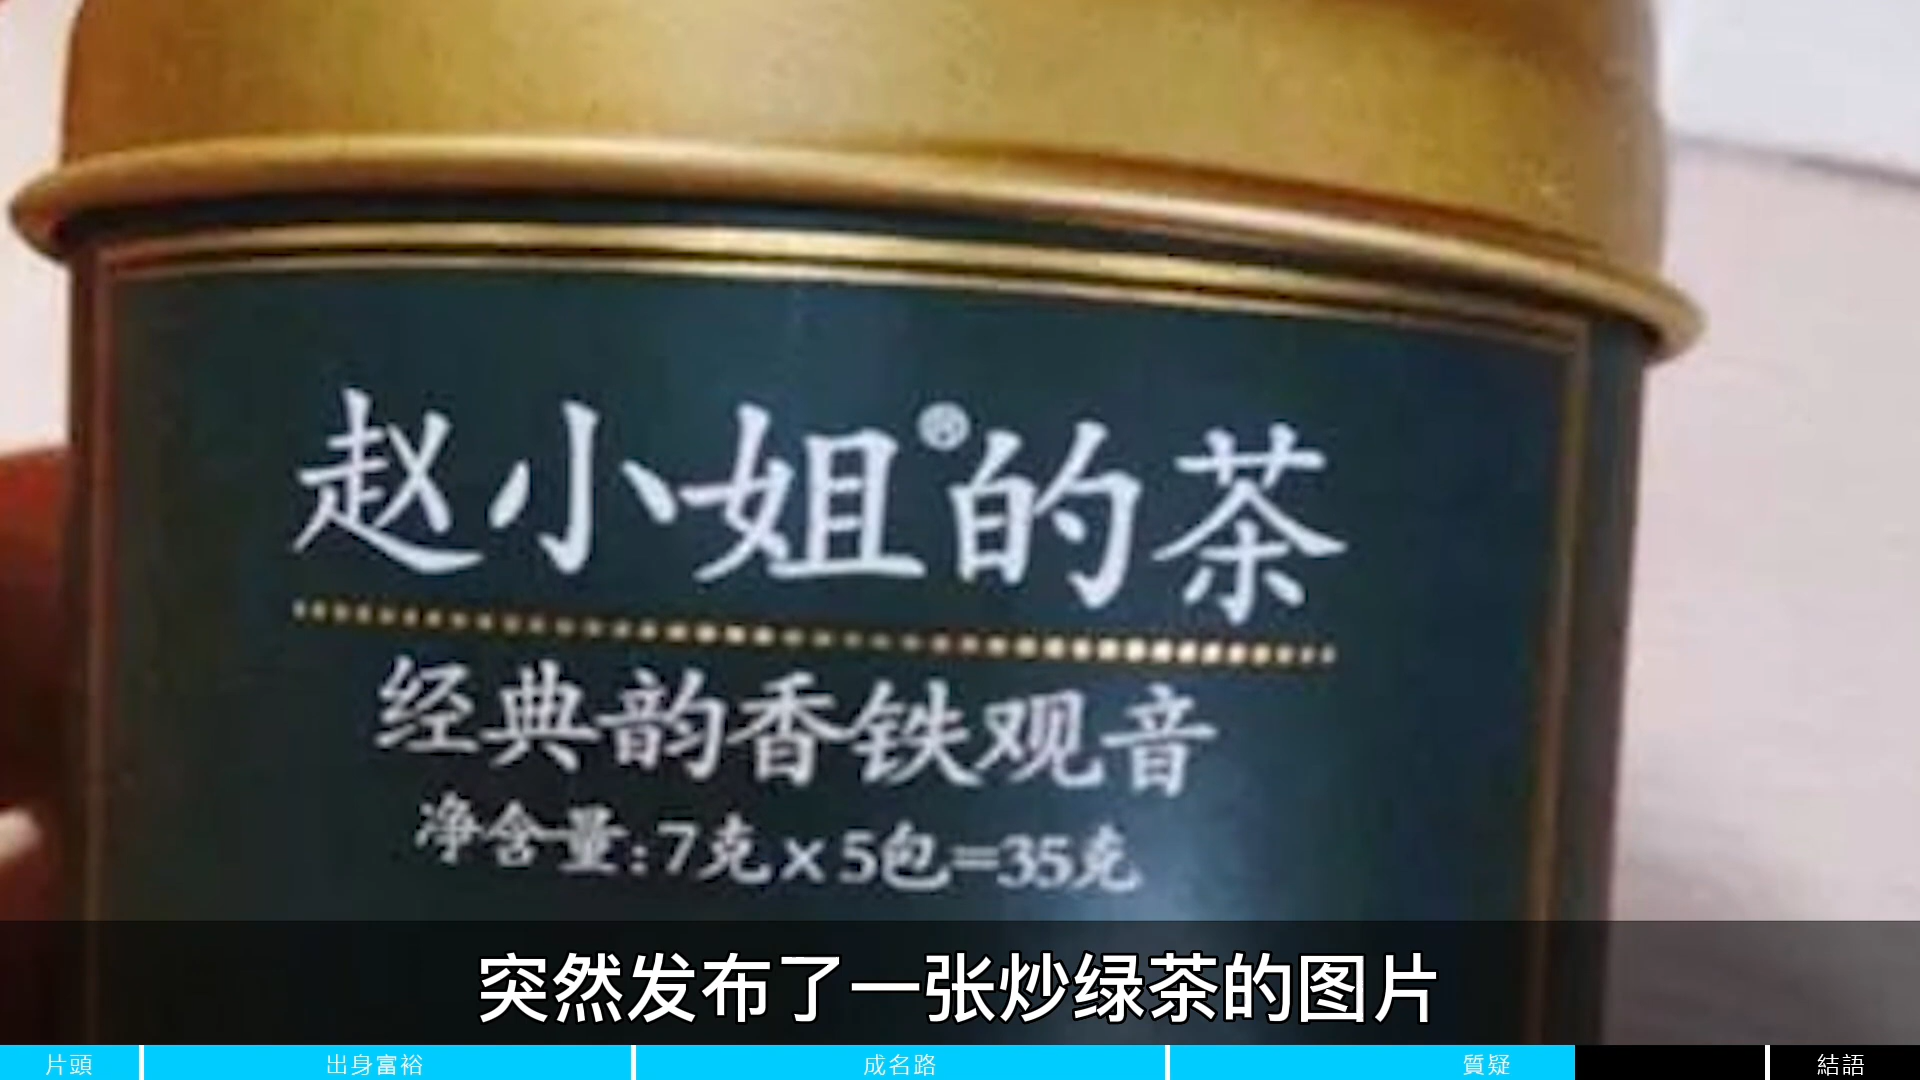 赵小姐®的茶
经典韵香铁观音
净含量:7克x5包=35克
突然发布了一张炒绿茶的图片
片頭 出身富裕 成名路 質疑 結語